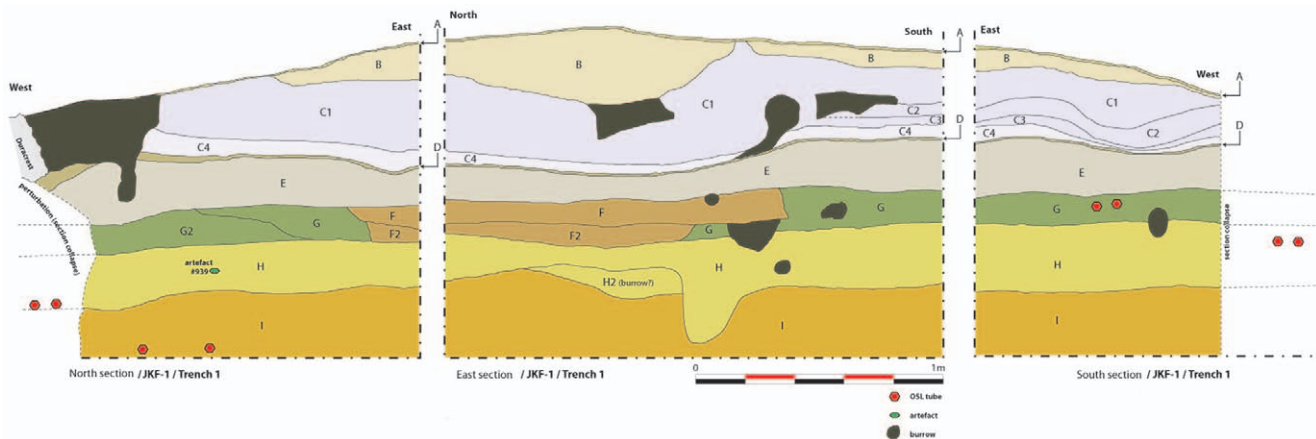 East
A
B
West
C1
Duracrest
C4
D
E
perturbation (section collapse)
G2
G
F
F2
artefact
#939
H
I
North section / JKF-1 / Trench 1
North
South
A
B
B
C1
C2
C3
C4
C4
D
E
F
G
F2
G
H
H2 (burrow?)
I
East section / JKF-1 / Trench 1
0
1m
OSL tube
artefact
burrow
East
B
West
A
C1
C3
C2
C4
D
E
G
section collapse
H
I
South section / JKF-1 / Trench 1